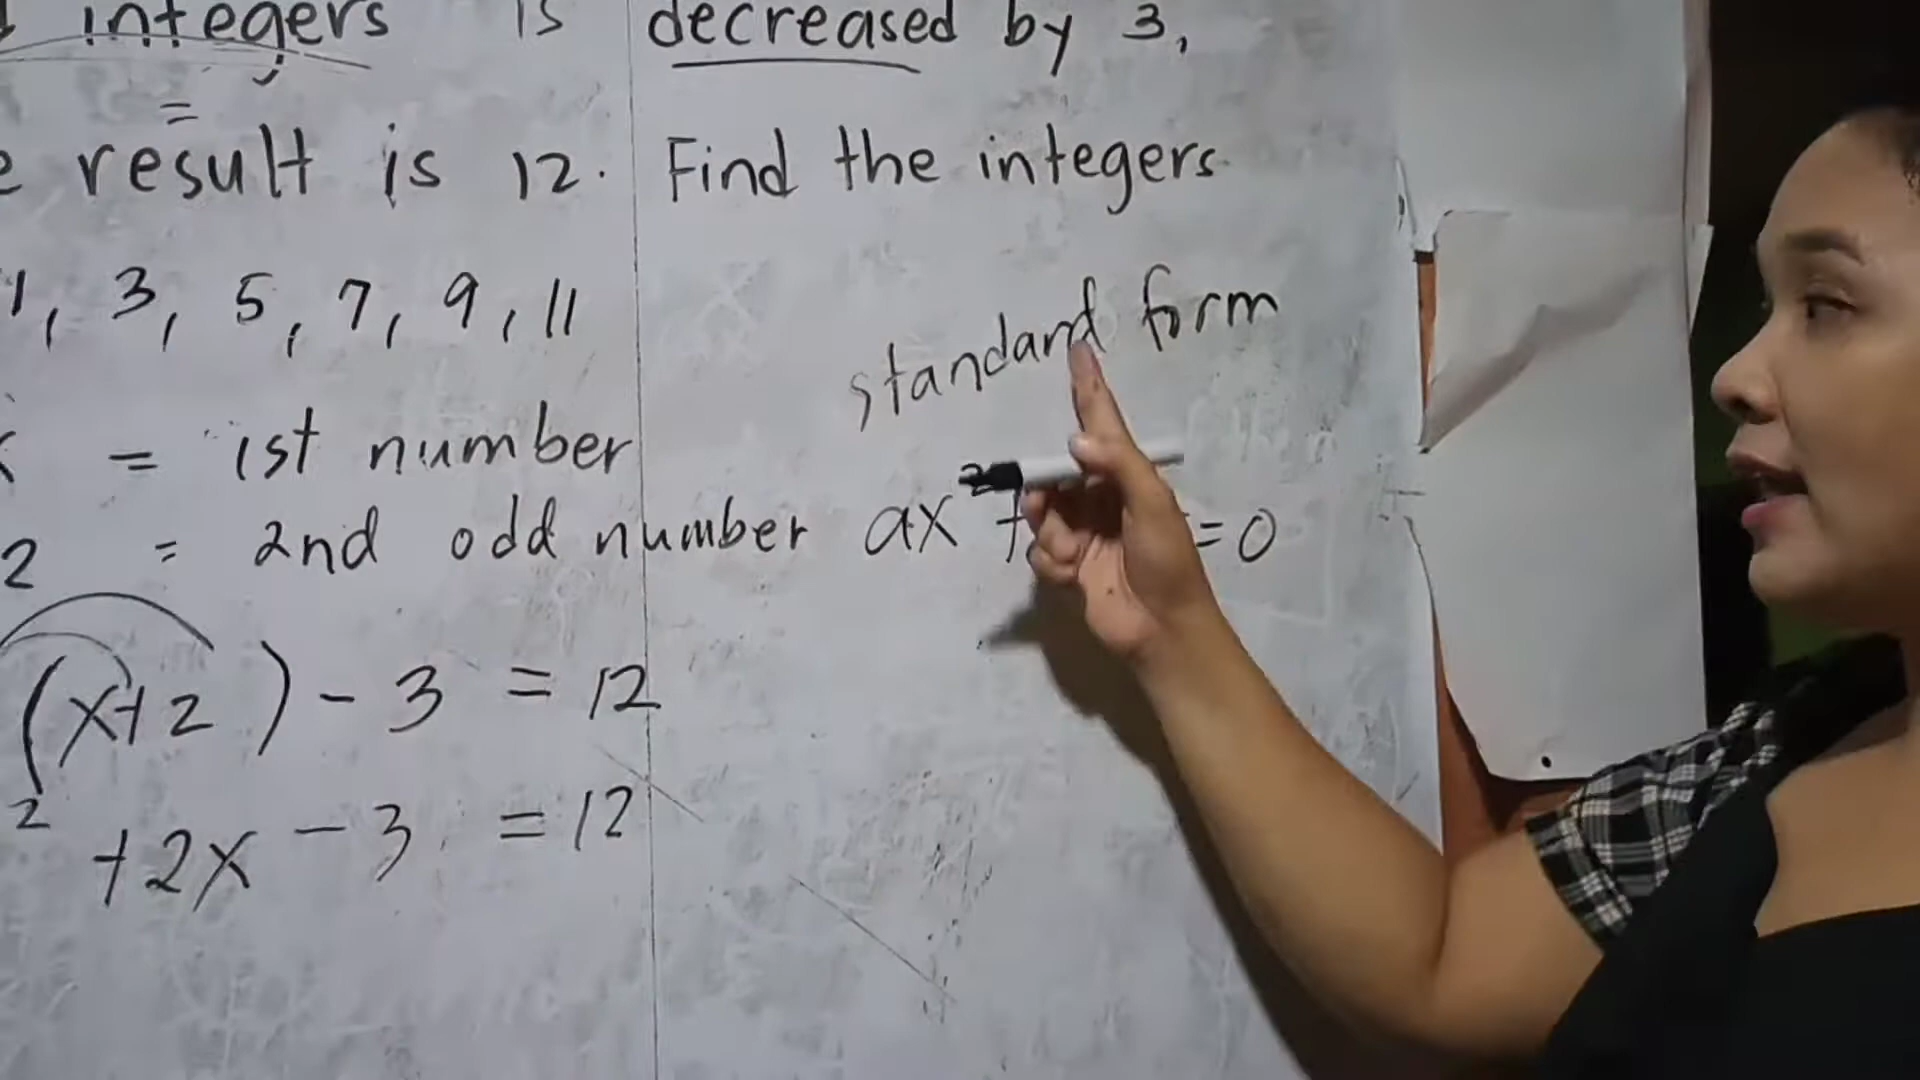 integers is decreased by 3,
result is 12. Find the integers
1, 3, 5, 7, 9, 11
standard form
= 1st number
2 = 2nd odd number ax² + = 0
(x+2) - 3 = 12
² + 2x - 3 = 12